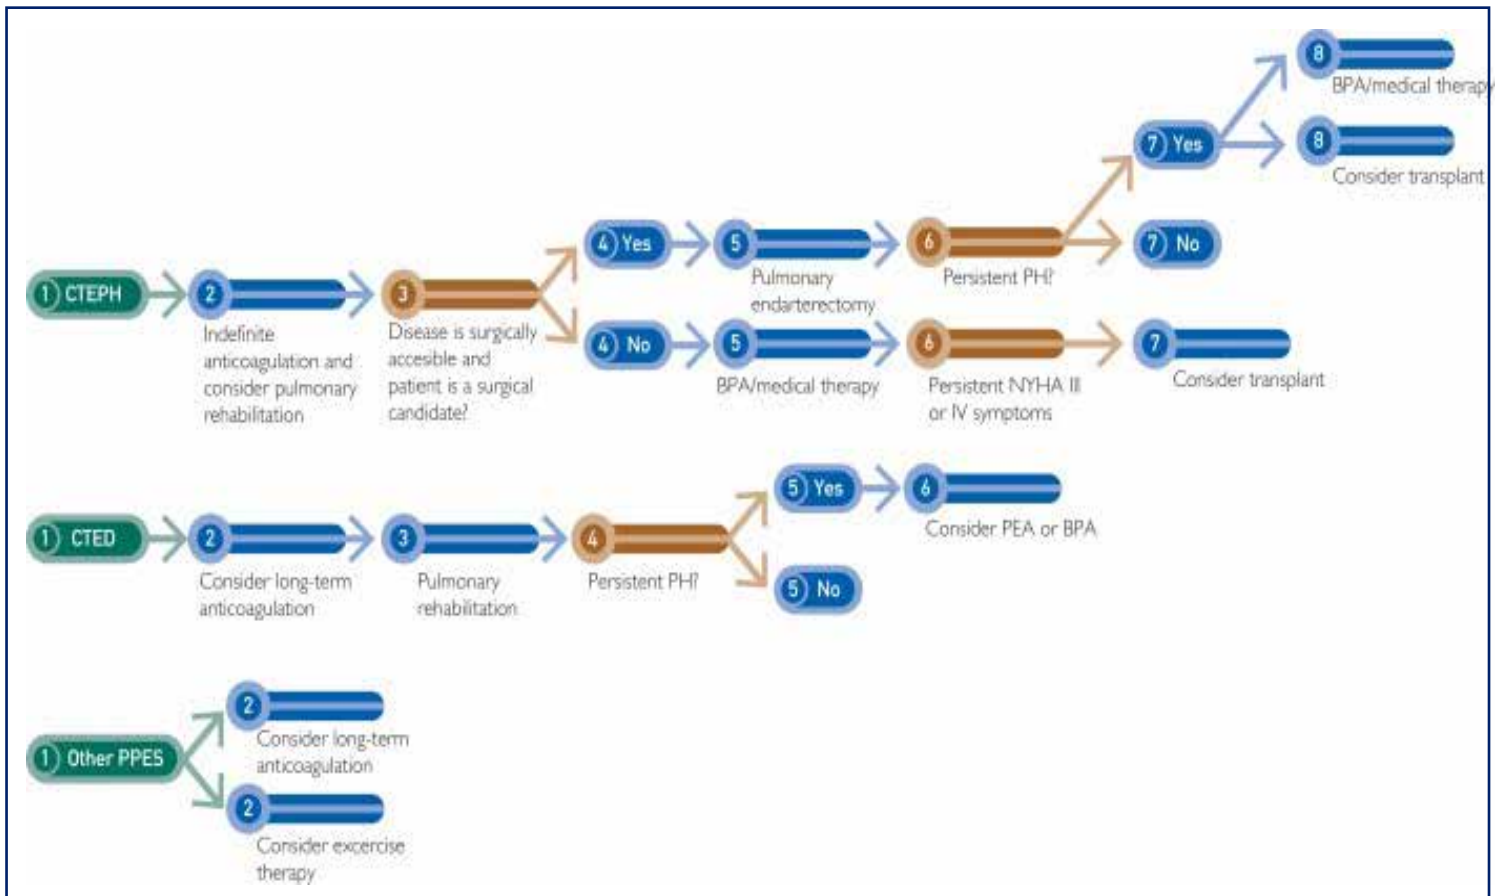 8
BPA/medical therapy
7 Yes
8
Consider transplant
4 Yes
5
Pulmonary
endarterectomy
6
Persistent PH?
7 No
1 CTEPH
2
Indefinite
anticoagulation and
consider pulmonary
rehabilitation
3
Disease is surgically
accesible and
patient is a surgical
candidate?
4 No
5
BPA/medical therapy
6
Persistent NYHA III
or IV symptoms
7
Consider transplant
5 Yes
6
Consider PEA or BPA
1 CTED
2
Consider long-term
anticoagulation
3
Pulmonary
rehabilitation
4
Persistent PH?
5 No
1 Other PPES
2
Consider long-term
anticoagulation
2
Consider excercise
therapy